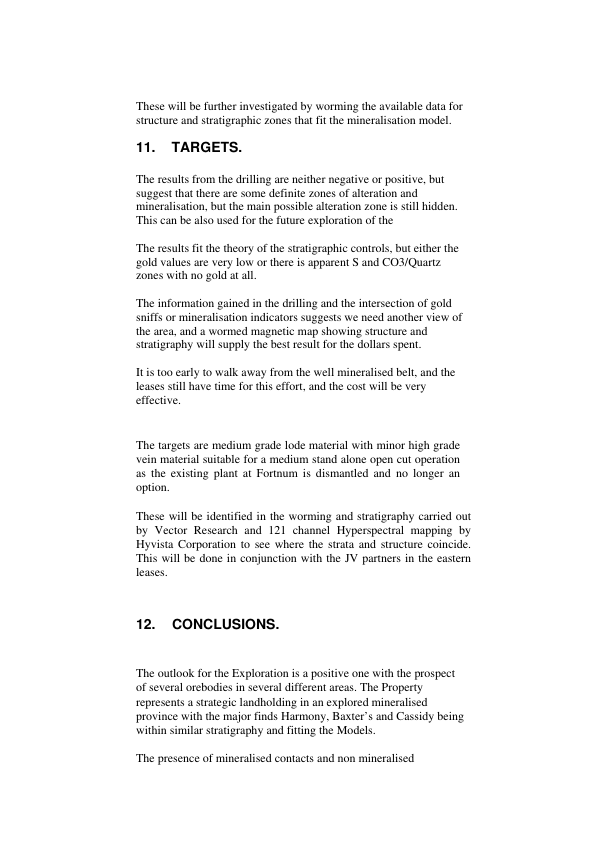 These will be further investigated by worming the available data for
structure and stratigraphic zones that fit the mineralisation model.
11. TARGETS.
The results from the drilling are neither negative or positive, but
suggest that there are some definite zones of alteration and
mineralisation, but the main possible alteration zone is still hidden.
This can be also used for the future exploration of the
The results fit the theory of the stratigraphic controls, but either the
gold values are very low or there is apparent S and CO3/Quartz
zones with no gold at all.
The information gained in the drilling and the intersection of gold
sniffs or mineralisation indicators suggests we need another view of
the area, and a wormed magnetic map showing structure and
stratigraphy will supply the best result for the dollars spent.
It is too early to walk away from the well mineralised belt, and the
leases still have time for this effort, and the cost will be very
effective.
The targets are medium grade lode material with minor high grade
vein material suitable for a medium stand alone open cut operation
as the existing plant at Fortnum is dismantled and no longer an
option.
These will be identified in the worming and stratigraphy carried out
by Vector Research and 121 channel Hyperspectral mapping by
Hyvista Corporation to see where the strata and structure coincide.
This will be done in conjunction with the JV partners in the eastern
leases.
12. CONCLUSIONS.
The outlook for the Exploration is a positive one with the prospect
of several orebodies in several different areas. The Property
represents a strategic landholding in an explored mineralised
province with the major finds Harmony, Baxter's and Cassidy being
within similar stratigraphy and fitting the Models.
The presence of mineralised contacts and non mineralised